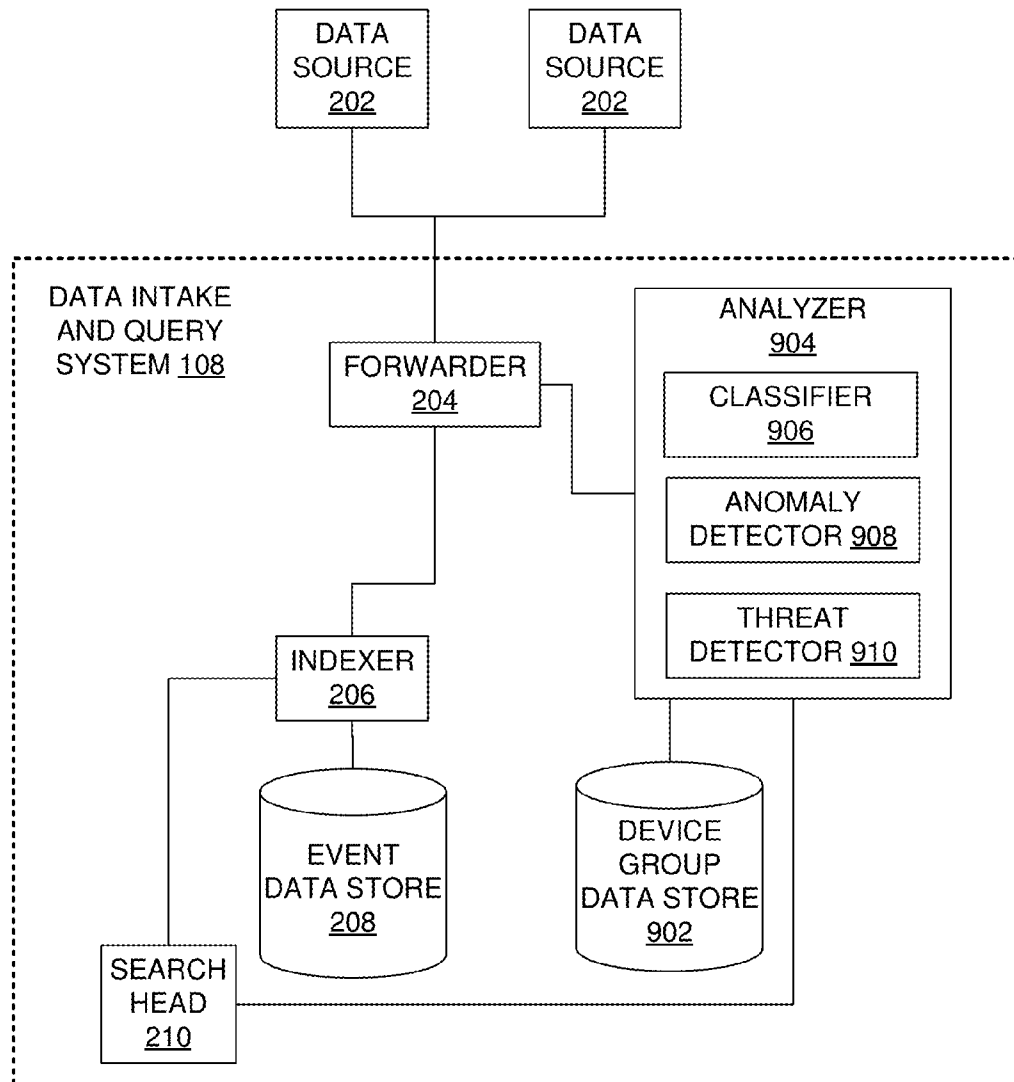 DATA
SOURCE
202
DATA
SOURCE
202
DATA INTAKE
AND QUERY
SYSTEM 108
FORWARDER
204
ANALYZER
904
CLASSIFIER
906
ANOMALY
DETECTOR 908
THREAT
DETECTOR 910
INDEXER
206
EVENT
DATA STORE
208
DEVICE
GROUP
DATA STORE
902
SEARCH
HEAD
210